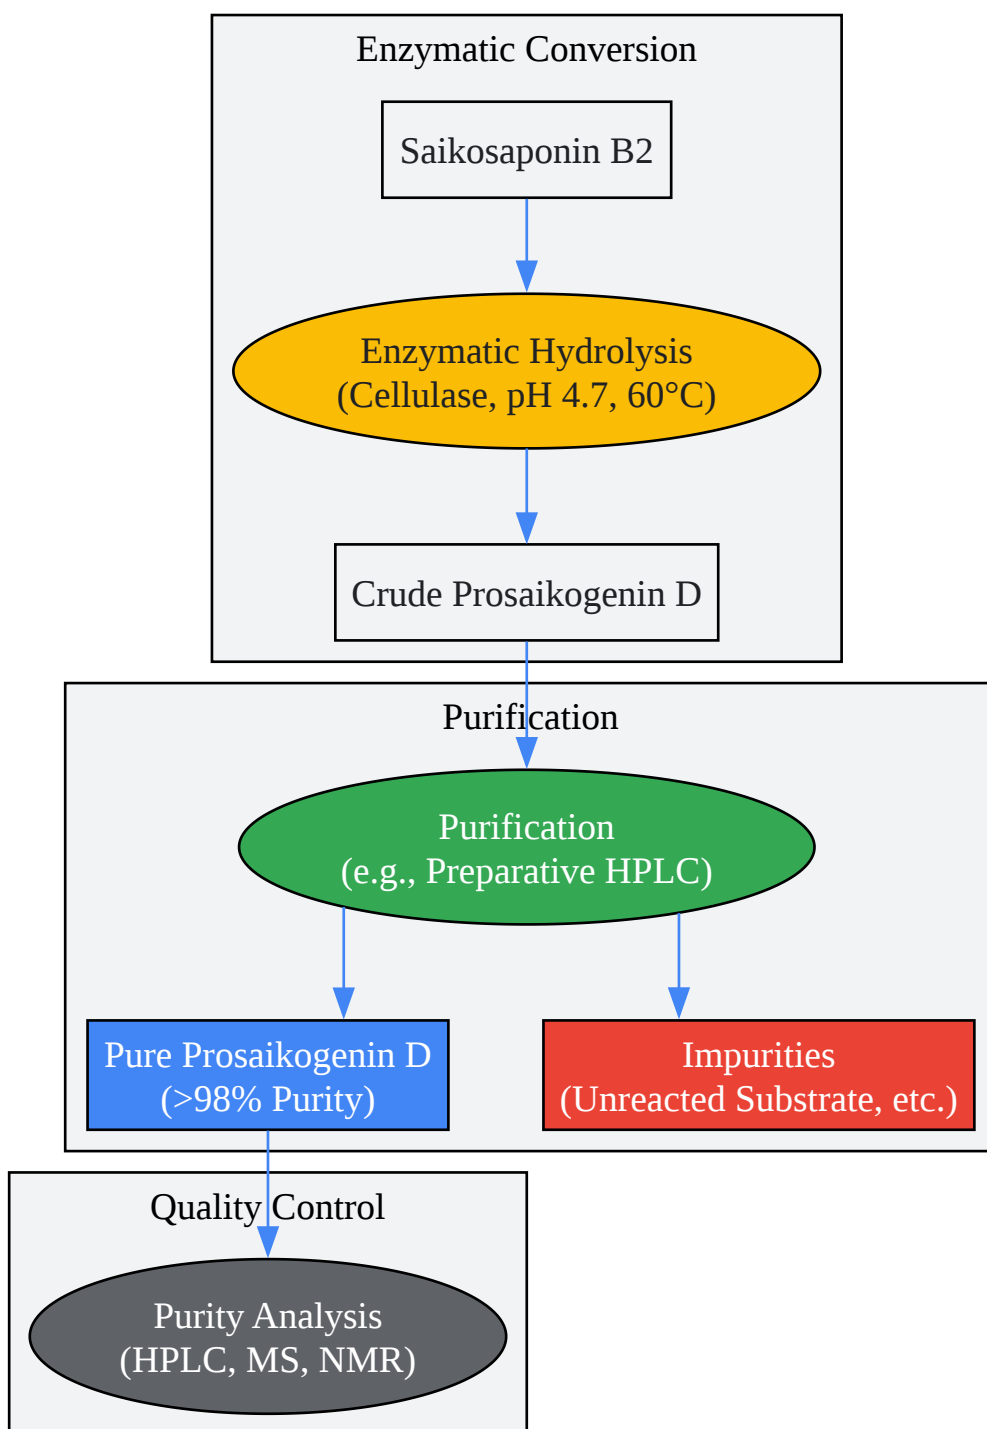 Enzymatic Conversion
Saikosaponin B2
Enzymatic Hydrolysis
(Cellulase, pH 4.7, 60°C)
Crude Prosaikogenin D
Purification
Purification
(e.g., Preparative HPLC)
Pure Prosaikogenin D
(>98% Purity)
Impurities
(Unreacted Substrate, etc.)
Quality Control
Purity Analysis
(HPLC, MS, NMR)